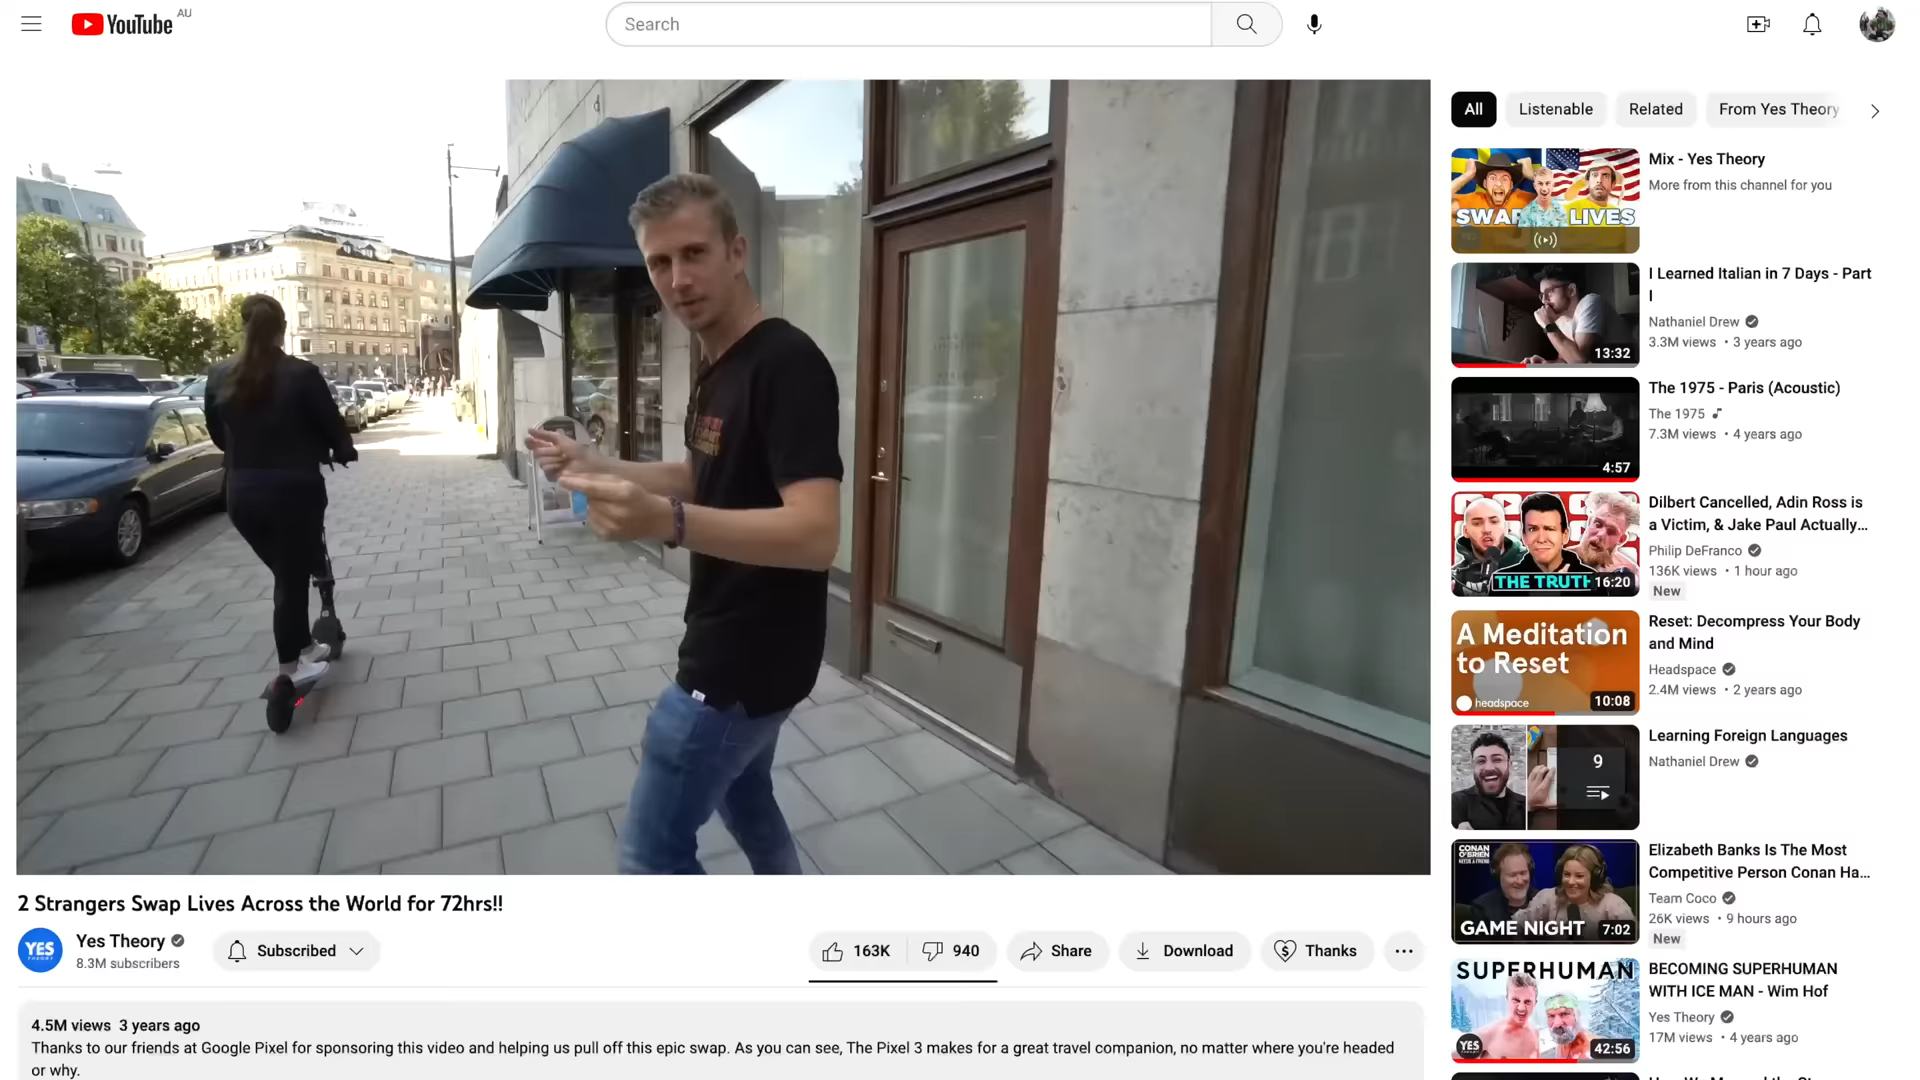 YouTube AU
Search
All
Listenable
Related
From Yes Theory
SWAP LIVES
Mix - Yes Theory
More from this channel for you
13:32
I Learned Italian in 7 Days - Part
I
Nathaniel Drew
3.3M views • 3 years ago
4:57
The 1975 - Paris (Acoustic)
The 1975
7.3M views • 4 years ago
THE TRUTH
16:20
Dilbert Cancelled, Adin Ross is
a Victim, & Jake Paul Actually...
Philip DeFranco
136K views • 1 hour ago
New
A Meditation
to Reset
headspace
10:08
Reset: Decompress Your Body
and Mind
Headspace
2.4M views • 2 years ago
9
Learning Foreign Languages
Nathaniel Drew
CONAN
O'BRIEN
NEEDS A FRIEND
GAME NIGHT
7:02
Elizabeth Banks Is The Most
Competitive Person Conan Ha...
Team Coco
26K views • 9 hours ago
New
SUPERHUMAN
YES
42:56
BECOMING SUPERHUMAN
WITH ICE MAN - Wim Hof
Yes Theory
17M views • 4 years ago
2 Strangers Swap Lives Across the World for 72hrs!!
YES
THEORY
Yes Theory
8.3M subscribers
Subscribed
163K
940
Share
Download
Thanks
4.5M views 3 years ago
Thanks to our friends at Google Pixel for sponsoring this video and helping us pull off this epic swap. As you can see, The Pixel 3 makes for a great travel companion, no matter where you're headed
or why.